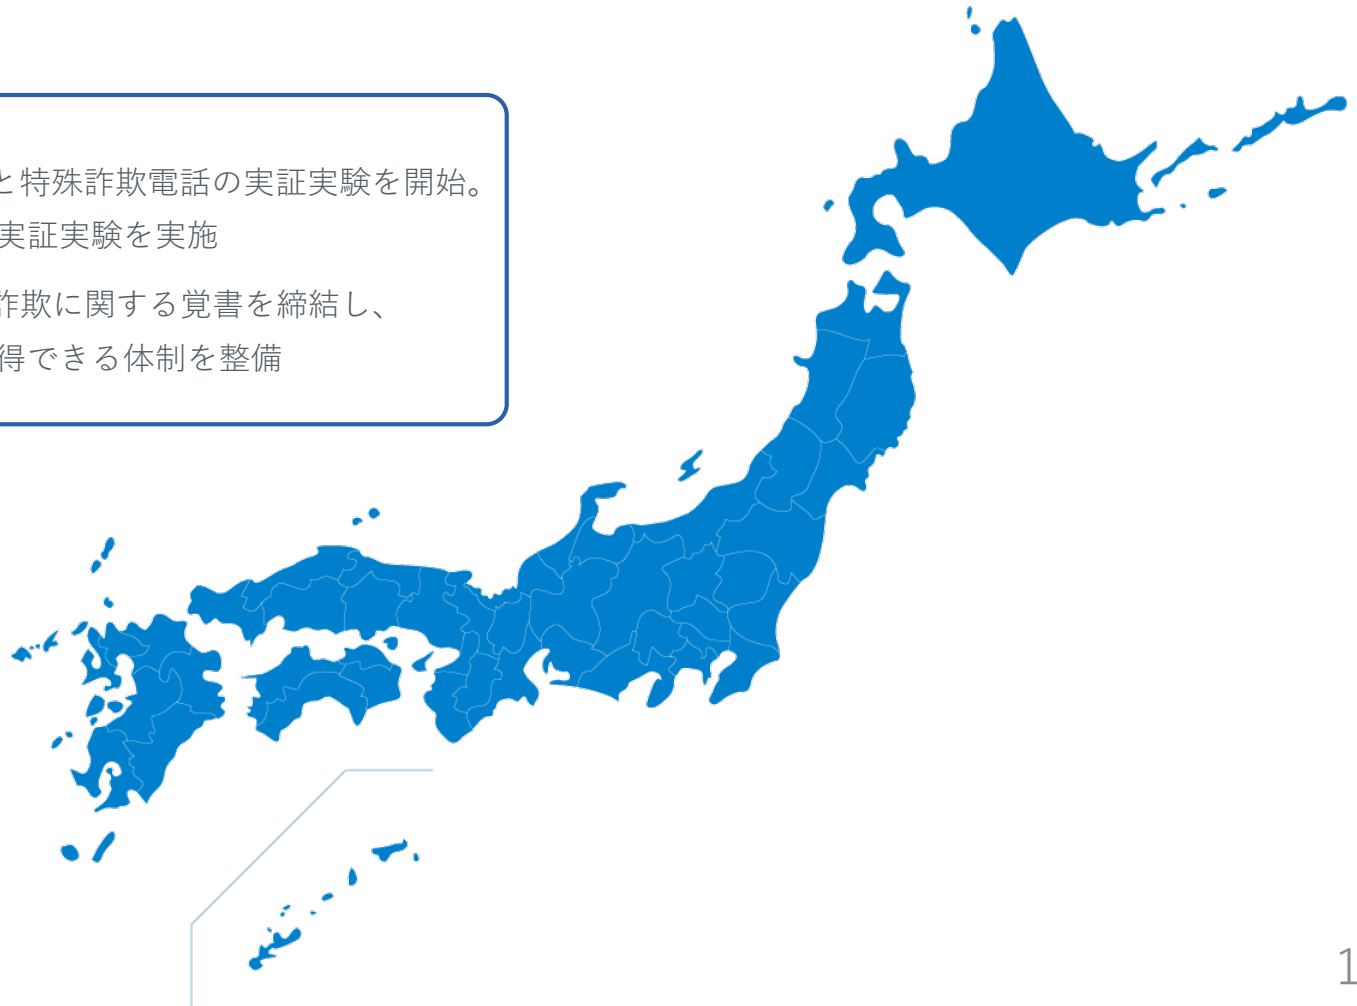 と特殊詐欺電話の実証実験を開始。
実証実験を実施
詐欺に関する覚書を締結し、
得できる体制を整備
1